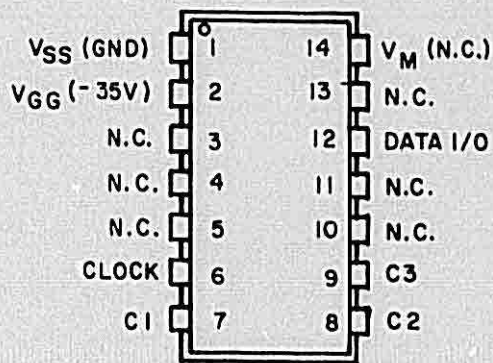 VSS (GND) 1 14 VM (N.C.)
VGG (-35V) 2 13 N.C.
N.C. 3 12 DATA I/O
N.C. 4 11 N.C.
N.C. 5 10 N.C.
CLOCK 6 9 C3
C1 7 8 C2